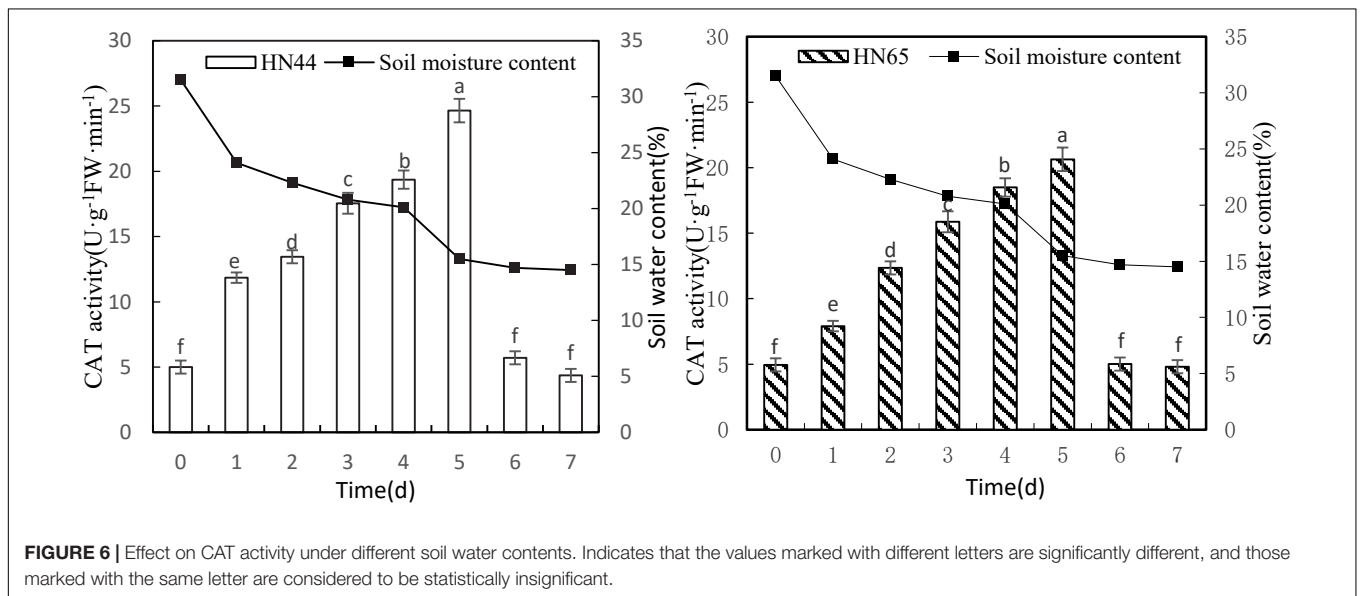 HN44 Soil moisture content
CAT activity(U·g⁻¹FW·min⁻¹)
30
25
20
15
10
5
0
f
e
d
c
b
a
f
f
35
30
25
20
15
10
5
0
Soil water content(%)
0 1 2 3 4 5 6 7
Time(d)
HN65 Soil moisture content
CAT activity(U·g⁻¹FW·min⁻¹)
30
25
20
15
10
5
0
f
e
d
c
b
a
f
f
35
30
25
20
15
10
5
0
Soil water content(%)
0 1 2 3 4 5 6 7
Time(d)
FIGURE 6 | Effect on CAT activity under different soil water contents. Indicates that the values marked with different letters are significantly different, and those
marked with the same letter are considered to be statistically insignificant.